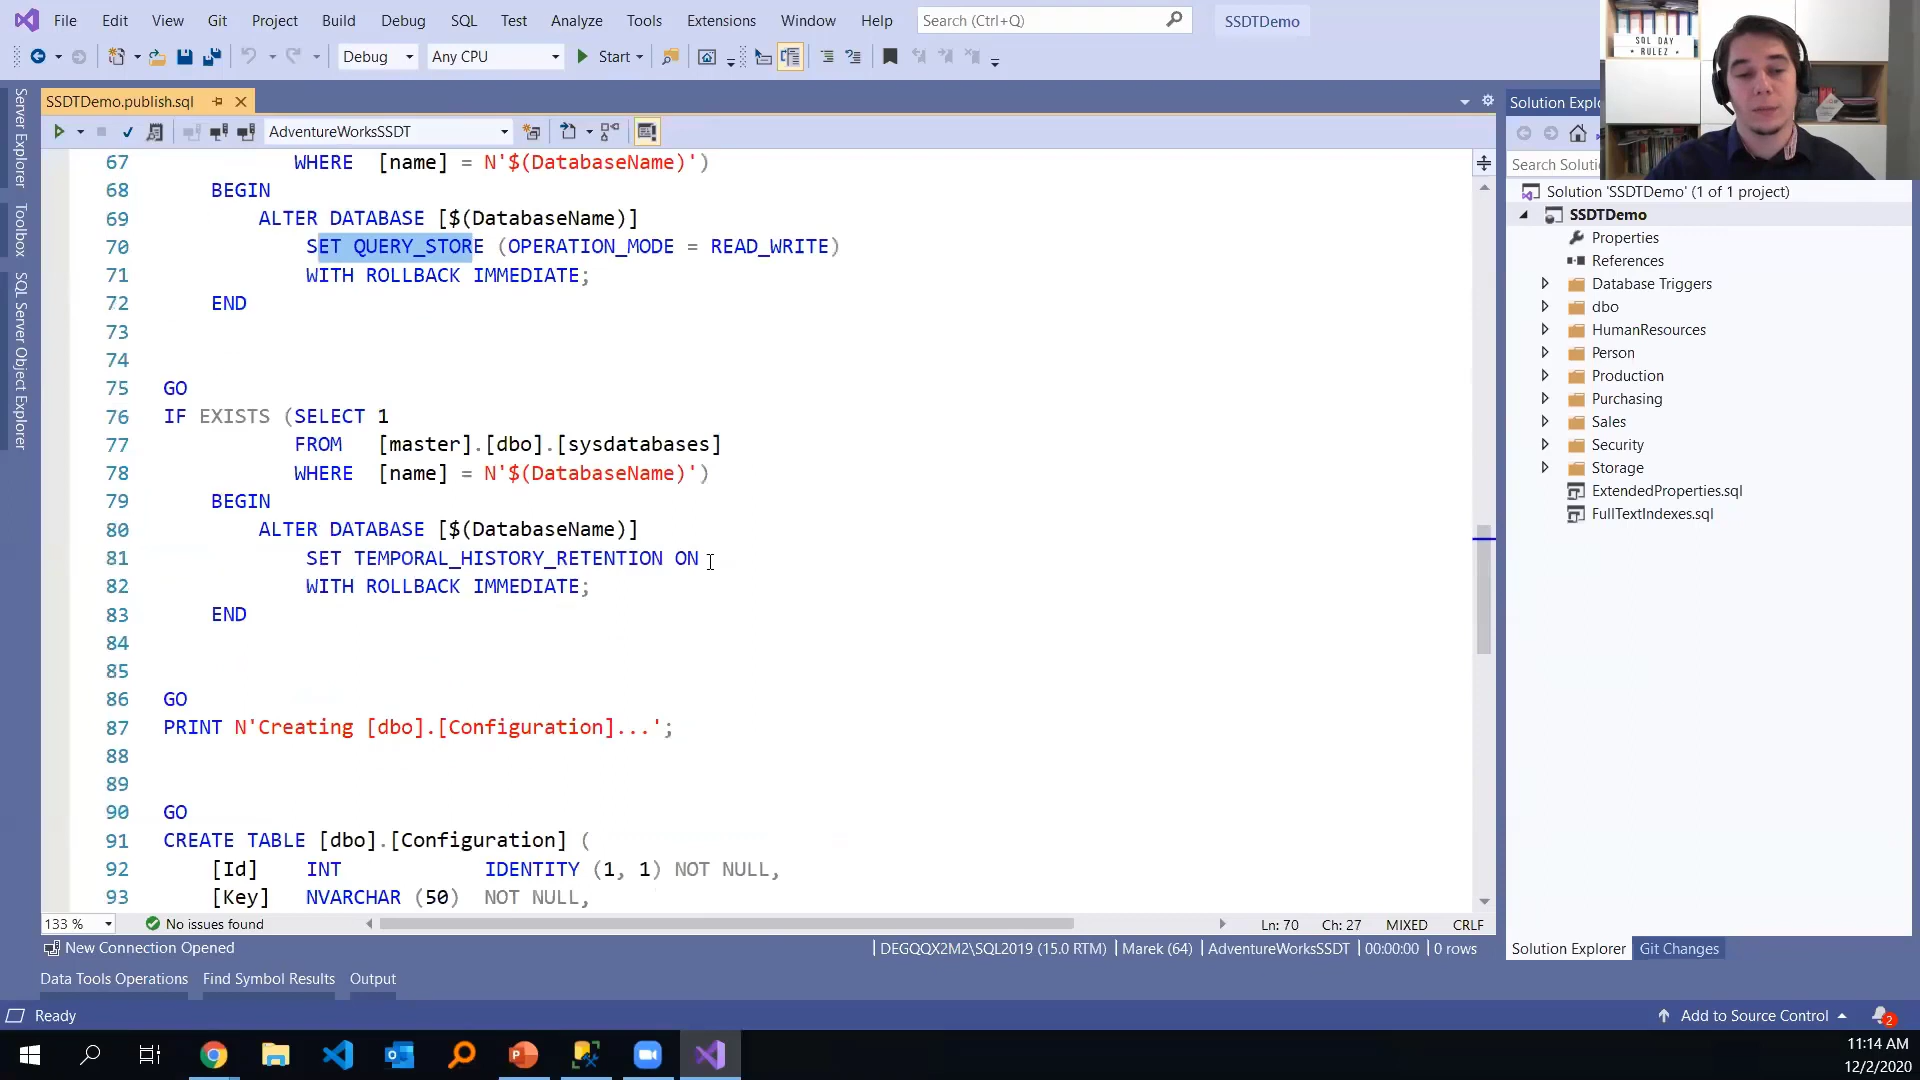 File Edit View Git Project Build Debug SQL Test Analyze Tools Extensions Window Help Search (Ctrl+Q) SSDTDemo
SQL DAY
* RULEZ *
Debug Any CPU Start
SSDTDemo.publish.sql
AdventureWorksSSDT
Server Explorer
Toolbox
SQL Server Object Explorer
67 WHERE [name] = N'$(DatabaseName)')
68 BEGIN
69 ALTER DATABASE [$(DatabaseName)]
70 SET QUERY_STORE (OPERATION_MODE = READ_WRITE)
71 WITH ROLLBACK IMMEDIATE;
72 END
73
74
75 GO
76 IF EXISTS (SELECT 1
77 FROM [master].[dbo].[sysdatabases]
78 WHERE [name] = N'$(DatabaseName)')
79 BEGIN
80 ALTER DATABASE [$(DatabaseName)]
81 SET TEMPORAL_HISTORY_RETENTION ON
82 WITH ROLLBACK IMMEDIATE;
83 END
84
85
86 GO
87 PRINT N'Creating [dbo].[Configuration]...';
88
89
90 GO
91 CREATE TABLE [dbo].[Configuration] (
92 [Id] INT IDENTITY (1, 1) NOT NULL,
93 [Key] NVARCHAR (50) NOT NULL,
133 % No issues found Ln: 70 Ch: 27 MIXED CRLF
New Connection Opened DEGQQX2M2\SQL2019 (15.0 RTM) Marek (64) AdventureWorksSSDT 00:00:00 0 rows
Data Tools Operations Find Symbol Results Output
Solution Explo
Search Soluti
Solution 'SSDTDemo' (1 of 1 project)
SSDTDemo
Properties
References
Database Triggers
dbo
HumanResources
Person
Production
Purchasing
Sales
Security
Storage
ExtendedProperties.sql
FullTextIndexes.sql
Solution Explorer Git Changes
Ready Add to Source Control 2
11:14 AM
12/2/2020